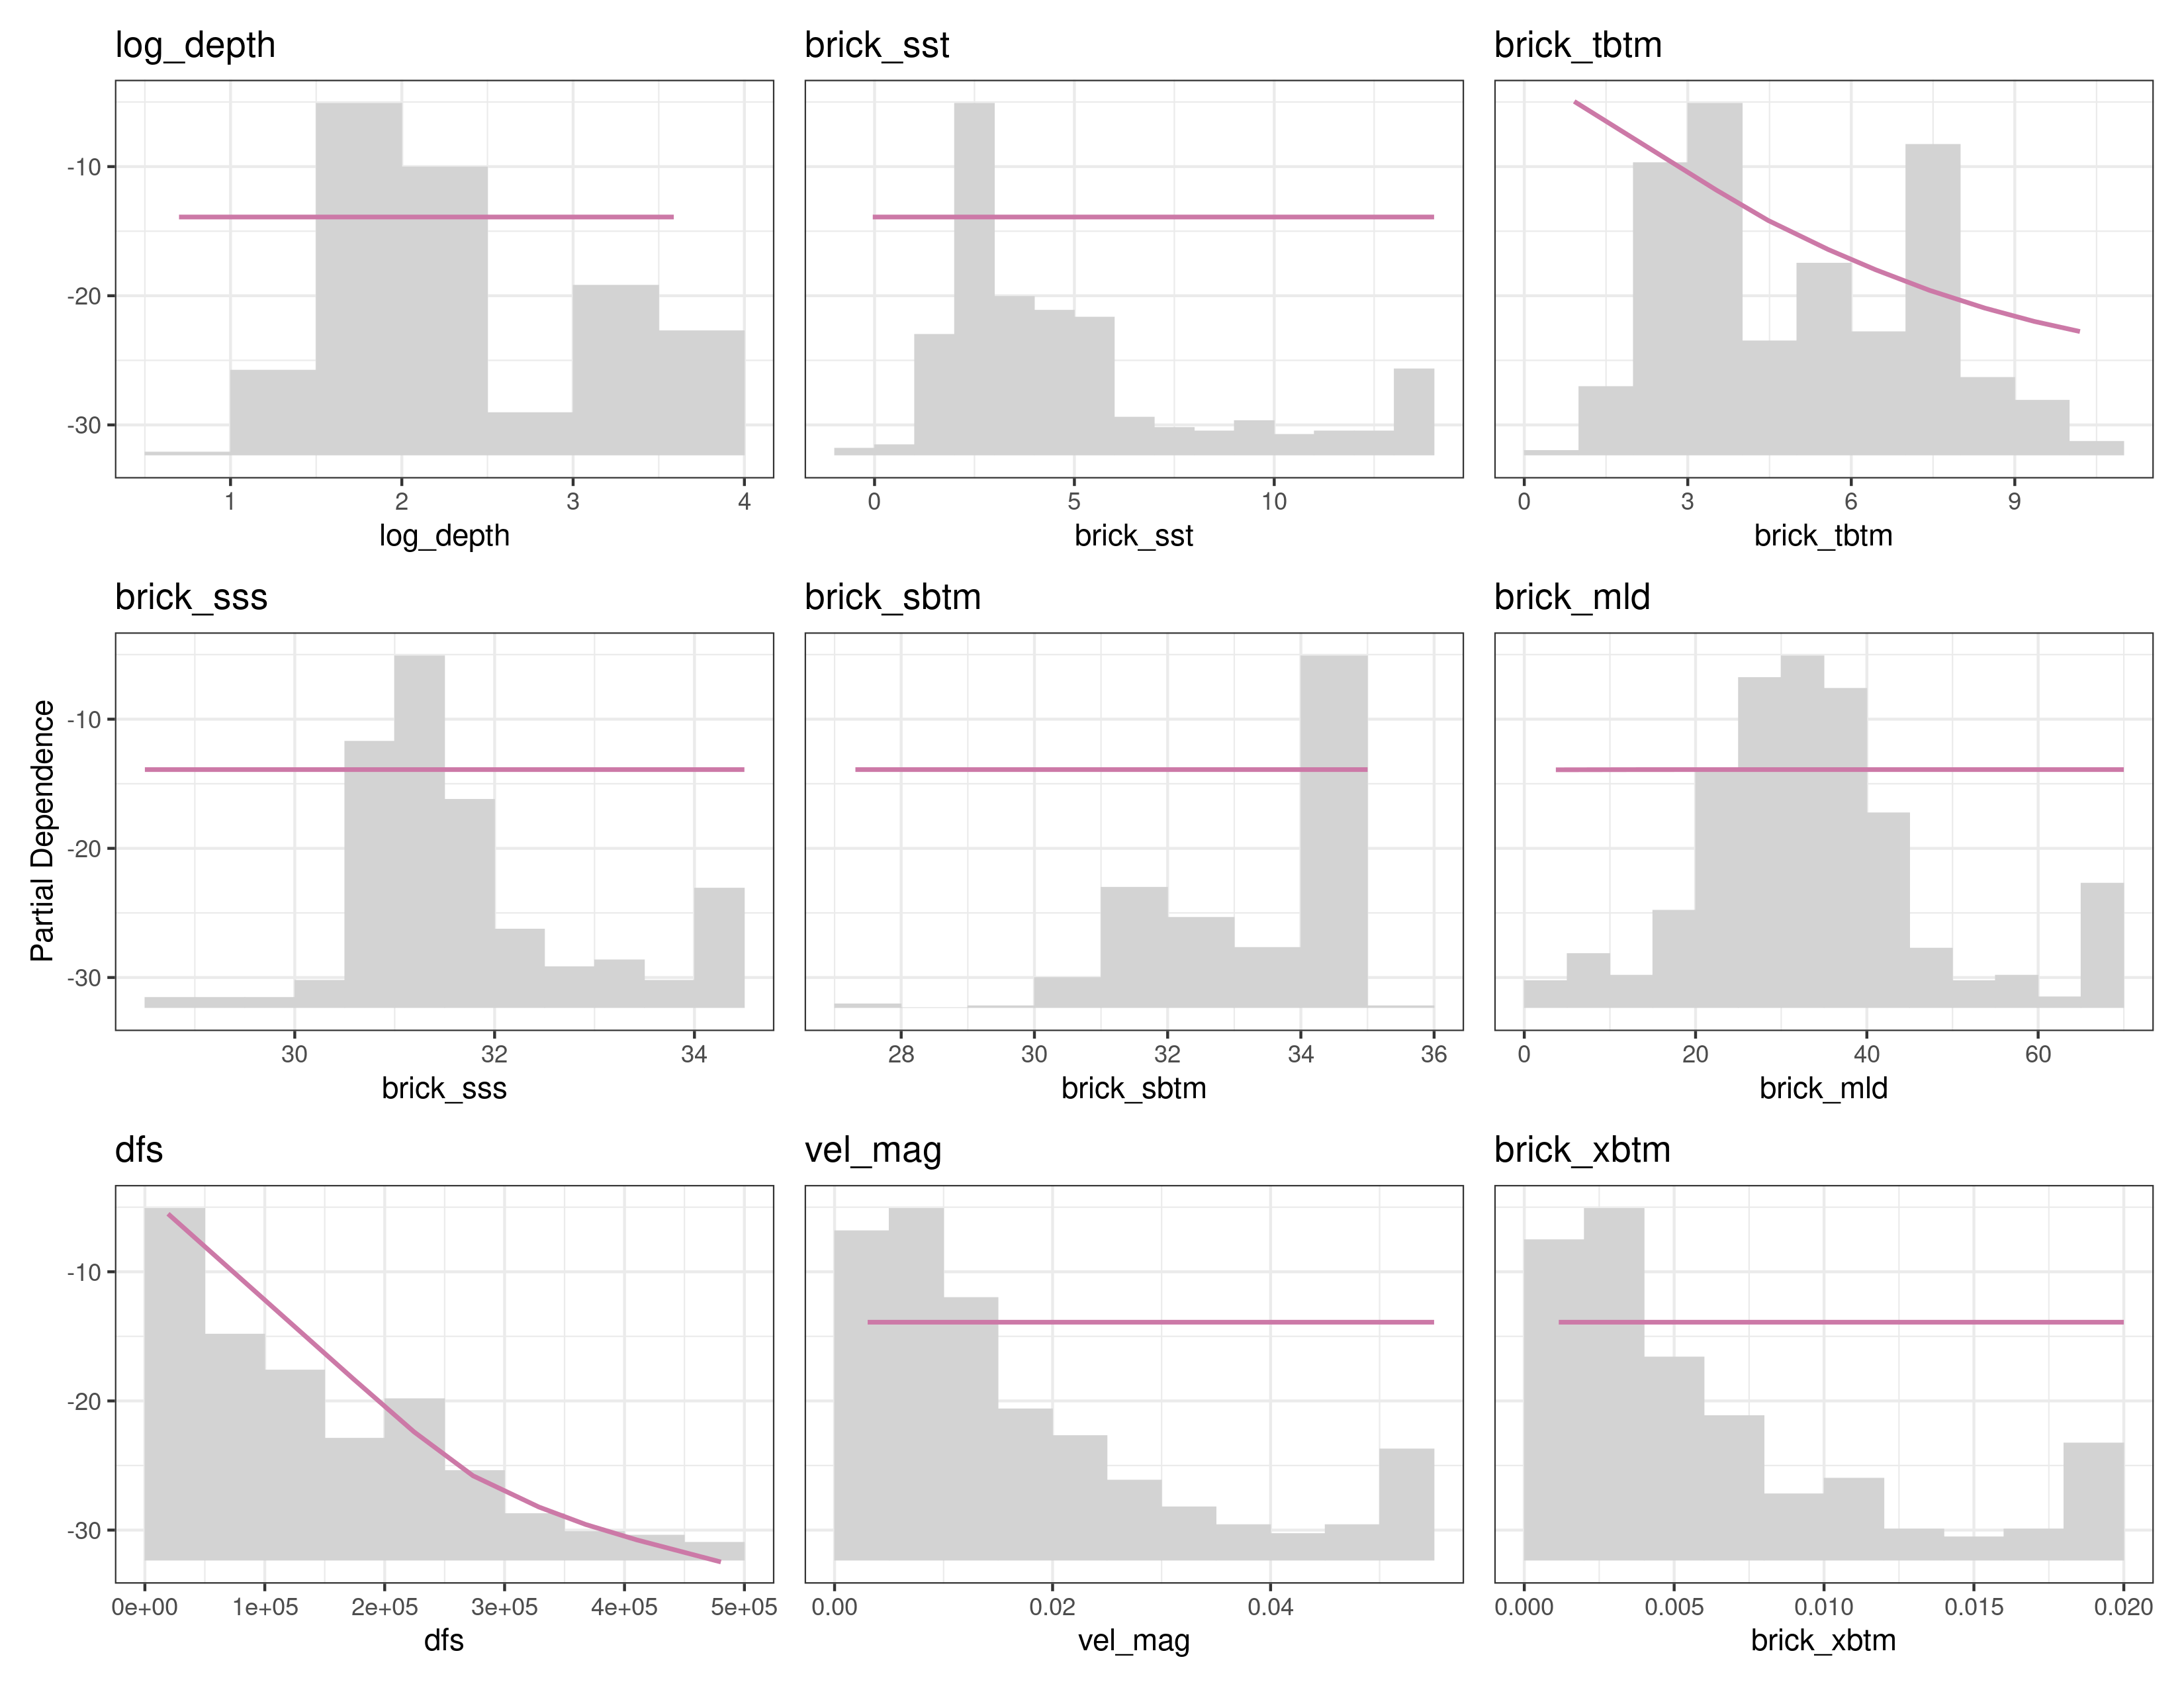 log_depth
brick_sst
brick_tbtm
-10
-20
-30
1 2 3 4
0 5 10
0 3 6 9
log_depth
brick_sst
brick_tbtm
brick_sss
brick_sbtm
brick_mld
Partial Dependence
-10
-20
-30
30 32 34
28 30 32 34 36
0 20 40 60
brick_sss
brick_sbtm
brick_mld
dfs
vel_mag
brick_xbtm
-10
-20
-30
0e+00 1e+05 2e+05 3e+05 4e+05 5e+05
0.00 0.02 0.04
0.000 0.005 0.010 0.015 0.020
dfs
vel_mag
brick_xbtm